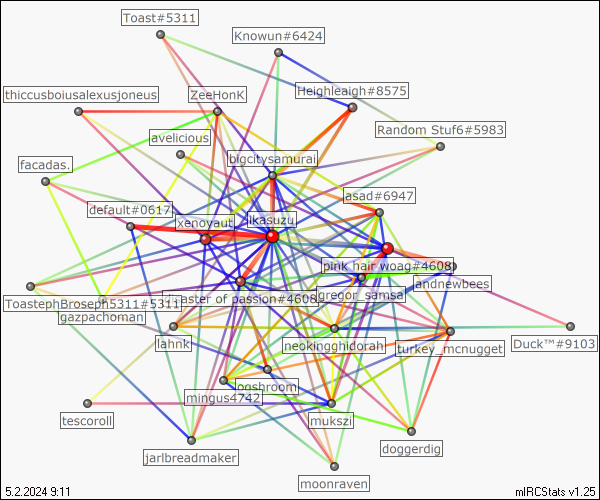 Toast#5311
Knowun#6424
thiccusboiusalexusjoneus
ZeeHonK
Heighleaigh#8575
avelicious
Random Stuf6#5983
bigcitysamurai
facadas.
asad#6947
default#0617
xenoyaut
ikasuzu
pink hair woag#4608
andnewbees
ToastephBroseph5311#5311
master of passion#4608
gregor_samsa
gazpachoman
lahnk
neokingghidorah
turkey_mcnugget
Duck™#9103
ooshroom
mingus4742
tescoroll
mukszi
doggerdig
jarlbreadmaker
moonraven
5.2.2024 9:11
mIRCStats v1.25